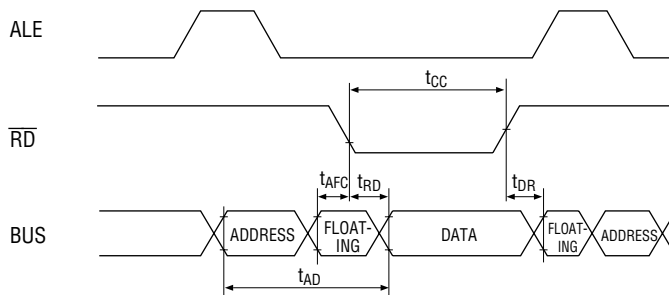 ALE
tCC
RD
tAFC tRD tDR
BUS ADDRESS FLOAT-
ING DATA FLOAT-
ING ADDRESS
tAD